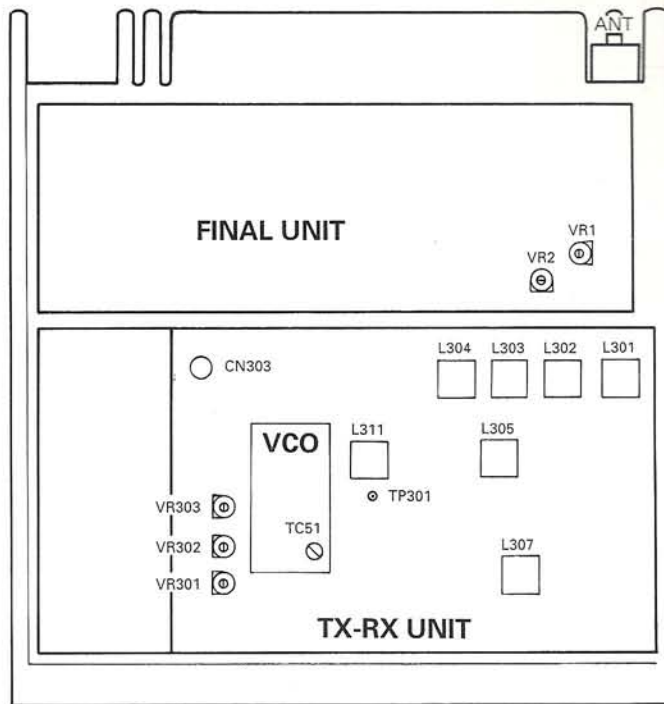 ANT
FINAL UNIT
VR1
VR2
L304 L303 L302 L301
CN303
VCO
L311
L305
TP301
VR303
TC51
VR302
L307
VR301
TX-RX UNIT